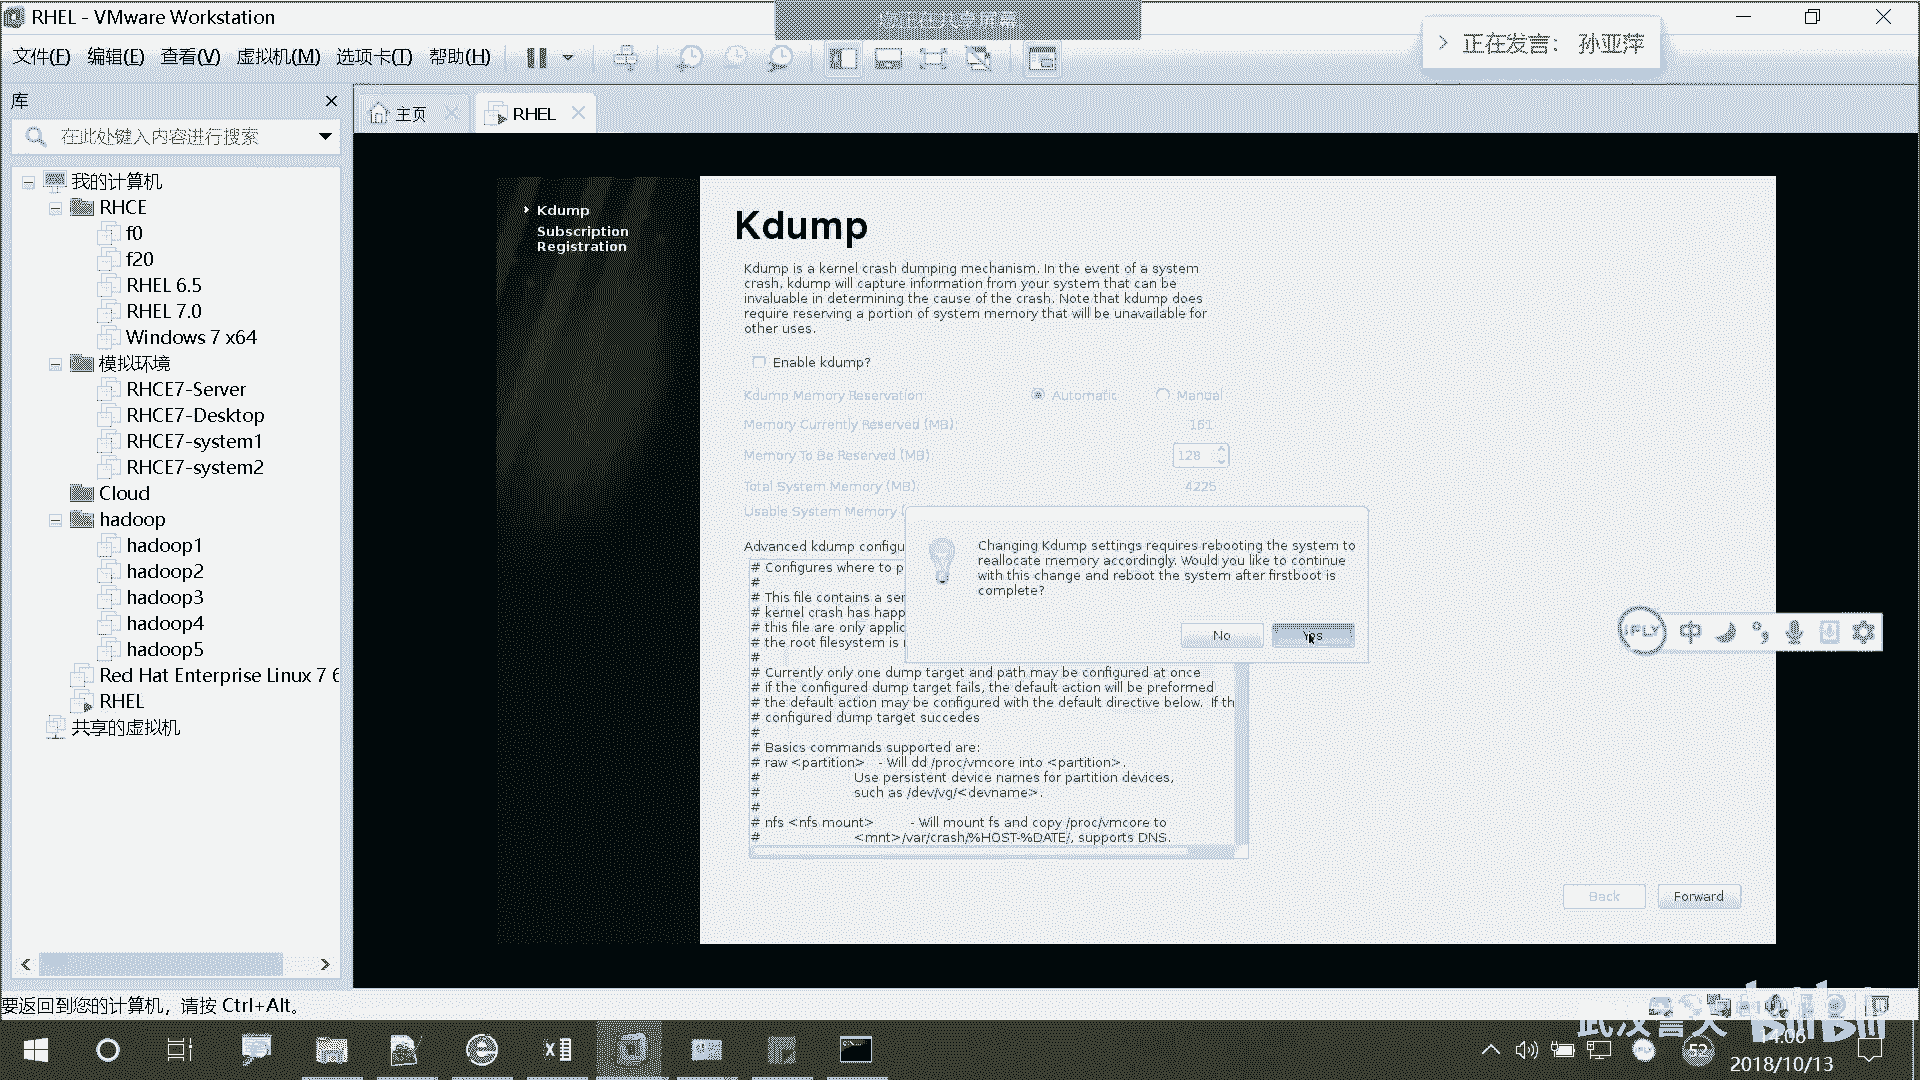 RHEL - VMware Workstation
正在发言： 孙亚萍
文件(F) 编辑(E) 查看(V) 虚拟机(M) 选项卡(T) 帮助(H)
库
在此处键入内容进行搜索
主页
RHEL
我的计算机
RHCE
f0
f20
RHEL 6.5
RHEL 7.0
Windows 7 x64
模拟环境
RHCE7-Server
RHCE7-Desktop
RHCE7-system1
RHCE7-system2
Cloud
hadoop
hadoop1
hadoop2
hadoop3
hadoop4
hadoop5
Red Hat Enterprise Linux 7 6
RHEL
共享的虚拟机
Kdump
Subscription
Registration
Kdump
Kdump is a kernel crash dumping mechanism. In the event of a system
crash, kdump will capture information from your system that can be
invaluable in determining the cause of the crash. Note that kdump does
require reserving a portion of system memory that will be unavailable for
other uses.
Enable kdump?
Kdump Memory Reservation: Automatic Manual
Memory Currently Reserved (MB): 161
Memory To Be Reserved (MB): 128
Total System Memory (MB): 4225
Usable System Memory (
Advanced kdump configu
# Configures where to p
#
# This file contains a ser
# kernel crash has happ
# this file are only applic
# the root filesystem is
#
# Currently only one dump target and path may be configured at once
# if the configured dump target fails, the default action will be preformed
# the default action may be configured with the default directive below. If th
# configured dump target succedes
#
# Basics commands supported are:
# raw <partition> - Will dd /proc/vmcore into <partition>.
# Use persistent device names for partition devices,
# such as /dev/vg/<devname>.
#
# nfs <nfs mount> - Will mount fs and copy /proc/vmcore to
# <mnt>/var/crash/%HOST-%DATE/, supports DNS.
Changing Kdump settings requires rebooting the system to
reallocate memory accordingly. Would you like to continue
with this change and reboot the system after firstboot is
complete?
No Yes
Back Forward
iFLY 中
要返回到您的计算机，请按 Ctrl+Alt。
bilibili
52
14:06
2018/10/13